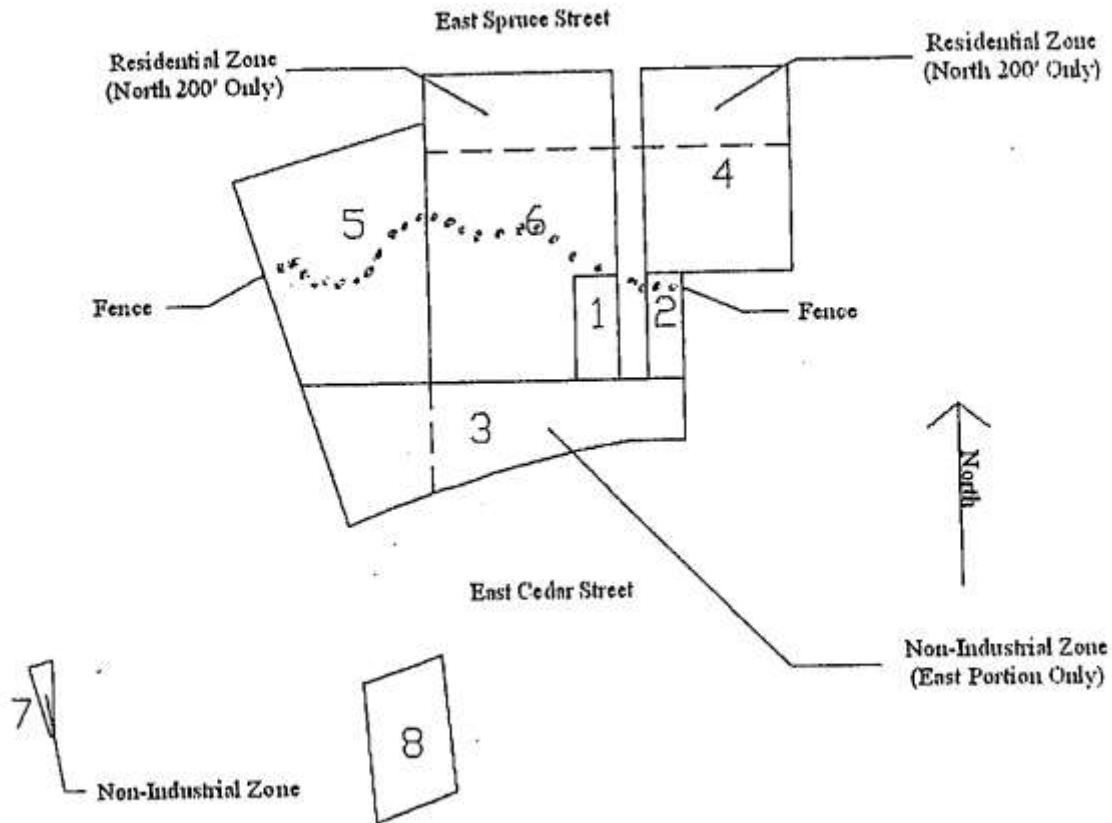 East Spruce Street
Residential Zone
(North 200' Only)
Residential Zone
(North 200' Only)
4
5
6
Fence
1
2
Fence
3
North
East Cedar Street
Non-Industrial Zone
(East Portion Only)
7
8
Non-Industrial Zone